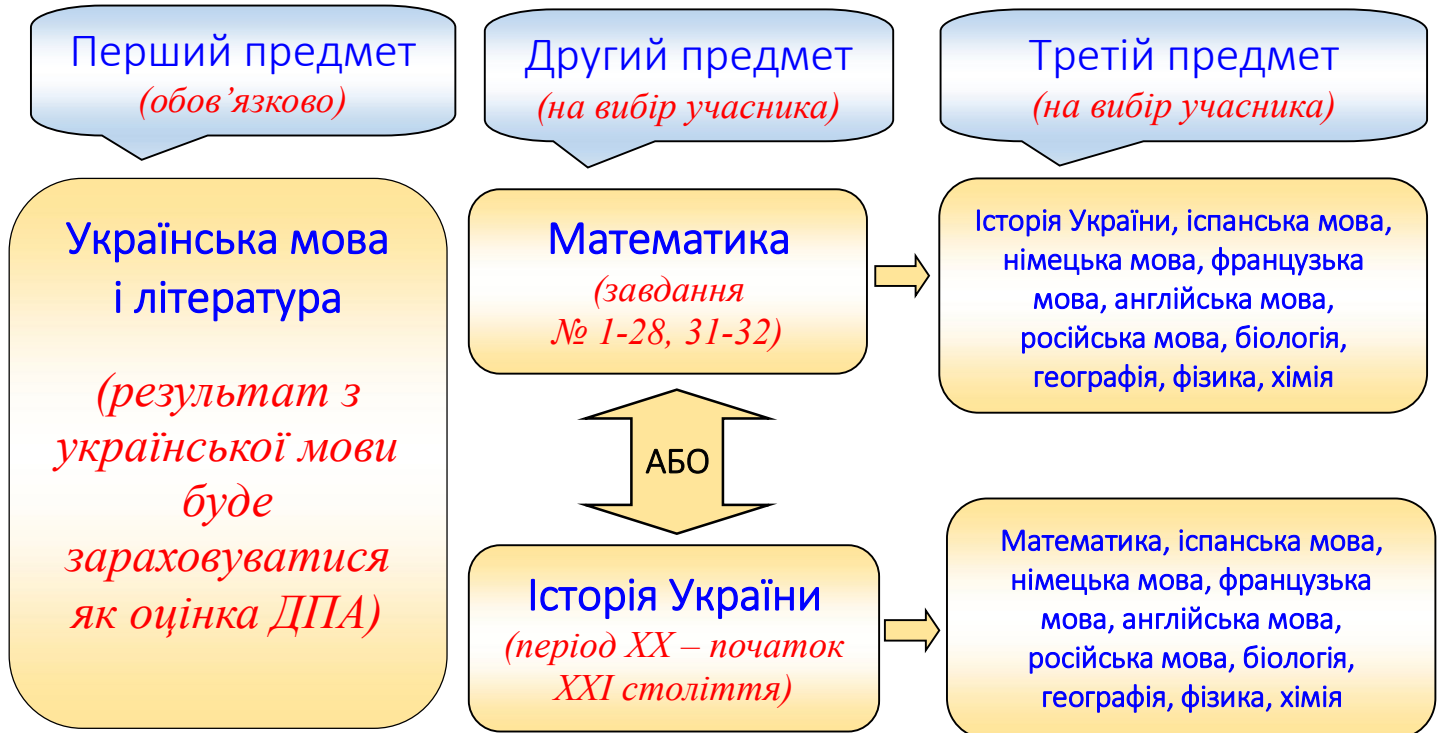 Перший предмет
(обов’язково)
Українська мова
і література
(результат з
української мови
буде
зараховуватися
як оцінка ДПА)
Другий предмет
(на вибір учасника)
Математика
(завдання
№ 1-28, 31-32)
АБО
Історія України
(період ХХ – початок
ХХІ століття)
Третій предмет
(на вибір учасника)
Історія України, іспанська мова,
німецька мова, французька
мова, англійська мова,
російська мова, біологія,
географія, фізика, хімія
Математика, іспанська мова,
німецька мова, французька
мова, англійська мова,
російська мова, біологія,
географія, фізика, хімія